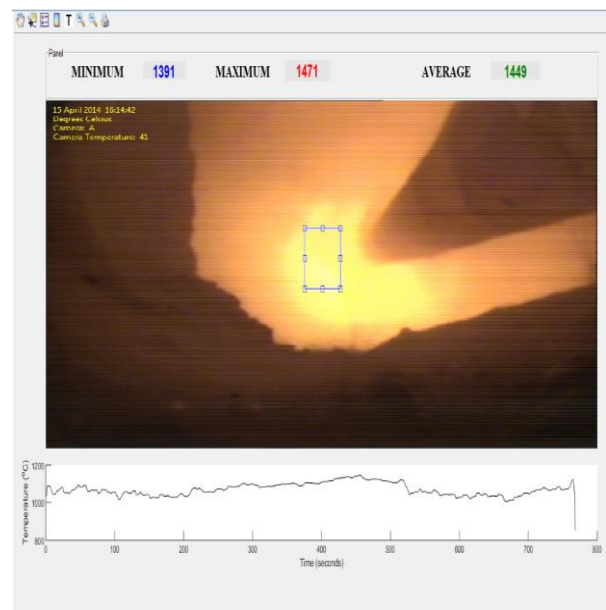 T
Panel
MINIMUM 1391 MAXIMUM 1471 AVERAGE 1449
15 April 2014 16:14:42
Degrees Celsius
Camera: A
Camera Temperature: 41
Temperature (°C)
1200
1000
800
0 100 200 300 400 500 600 700 800
Time (seconds)